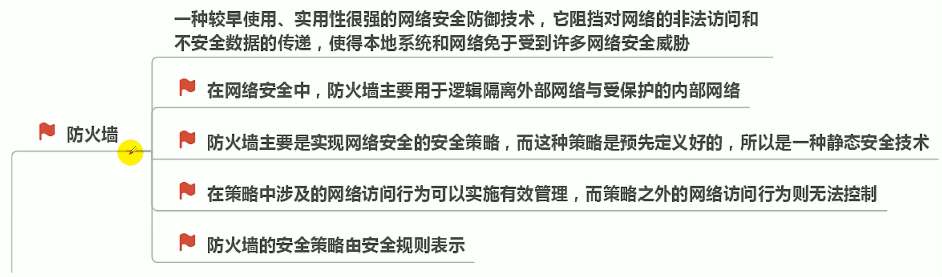 一种较早使用、实用性很强的网络安全防御技术，它阻挡对网络的非法访问和
不安全数据的传递，使得本地系统和网络免于受到许多网络安全威胁
在网络安全中，防火墙主要用于逻辑隔离外部网络与受保护的内部网络
防火墙
防火墙主要是实现网络安全的安全策略，而这种策略是预先定义好的，所以是一种静态安全技术
在策略中涉及的网络访问行为可以实施有效管理，而策略之外的网络访问行为则无法控制
防火墙的安全策略由安全规则表示